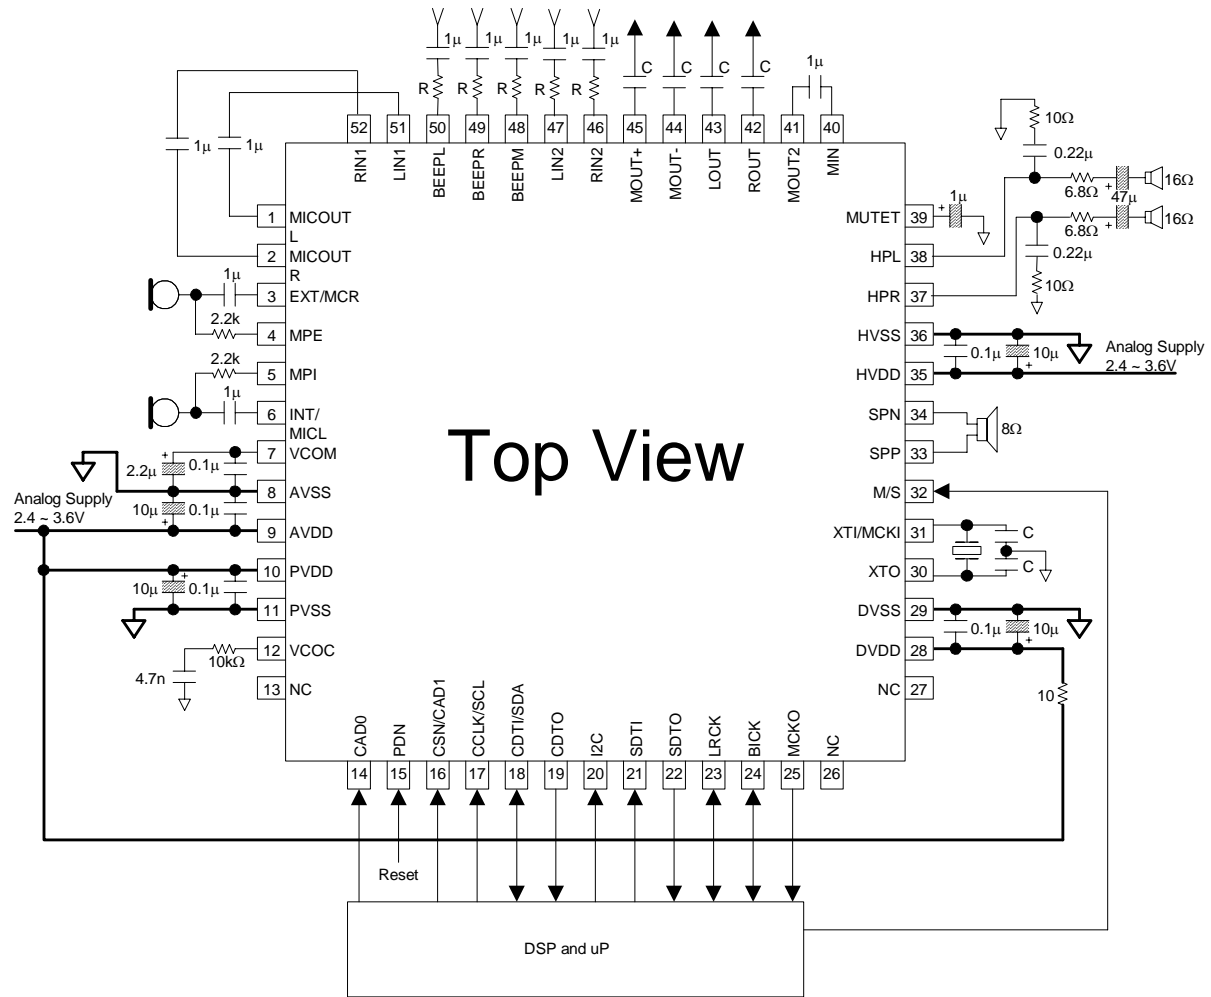 1μ 1μ 1μ 1μ 1μ
R R R R R C C C C
1μ
1μ 1μ
52 51 50 49 48 47 46 45 44 43 42 41 40
RIN1 LIN1 BEEPL BEEPR BEEPM LIN2 RIN2 MOUT+ MOUT- LOUT ROUT MOUT2 MIN
1 MICOUT
L
2 MICOUT
R
1μ
3 EXT/MCR
2.2k
4 MPE
2.2k
5 MPI
1μ
6 INT/
MICL
7 VCOM
+
2.2μ 0.1μ
8 AVSS
Analog Supply
2.4 ~ 3.6V
10μ 0.1μ
+
9 AVDD
10 PVDD
+
10μ 0.1μ
11 PVSS
12 VCOC
10kΩ
4.7n
13 NC
Top View
10Ω
0.22μ
6.8Ω + 47μ 16Ω
6.8Ω + 16Ω
0.22μ
10Ω
MUTET 39 + 1μ
HPL 38
HPR 37
HVSS 36
0.1μ 10μ
+
Analog Supply
2.4 ~ 3.6V
HVDD 35
SPN 34
8Ω
SPP 33
M/S 32
XTI/MCKI 31
C
C
XTO 30
DVSS 29
0.1μ 10μ
+
DVDD 28
NC 27
10
CAD0 PDN CSN/CAD1 CCLK/SCL CDTI/SDA CDTO I2C SDTI SDTO LRCK BICK MCKO NC
14 15 16 17 18 19 20 21 22 23 24 25 26
Reset
DSP and uP